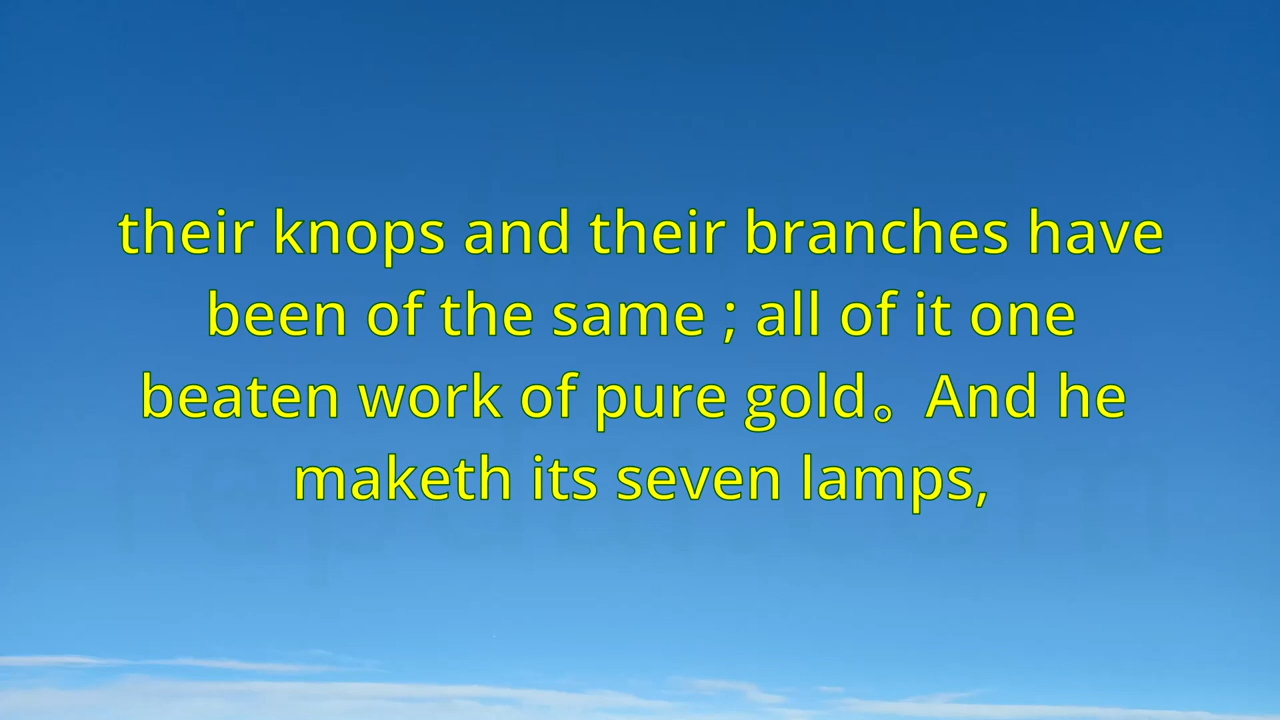 their knops and their branches have
been of the same ; all of it one
beaten work of pure gold。 And he
maketh its seven lamps,